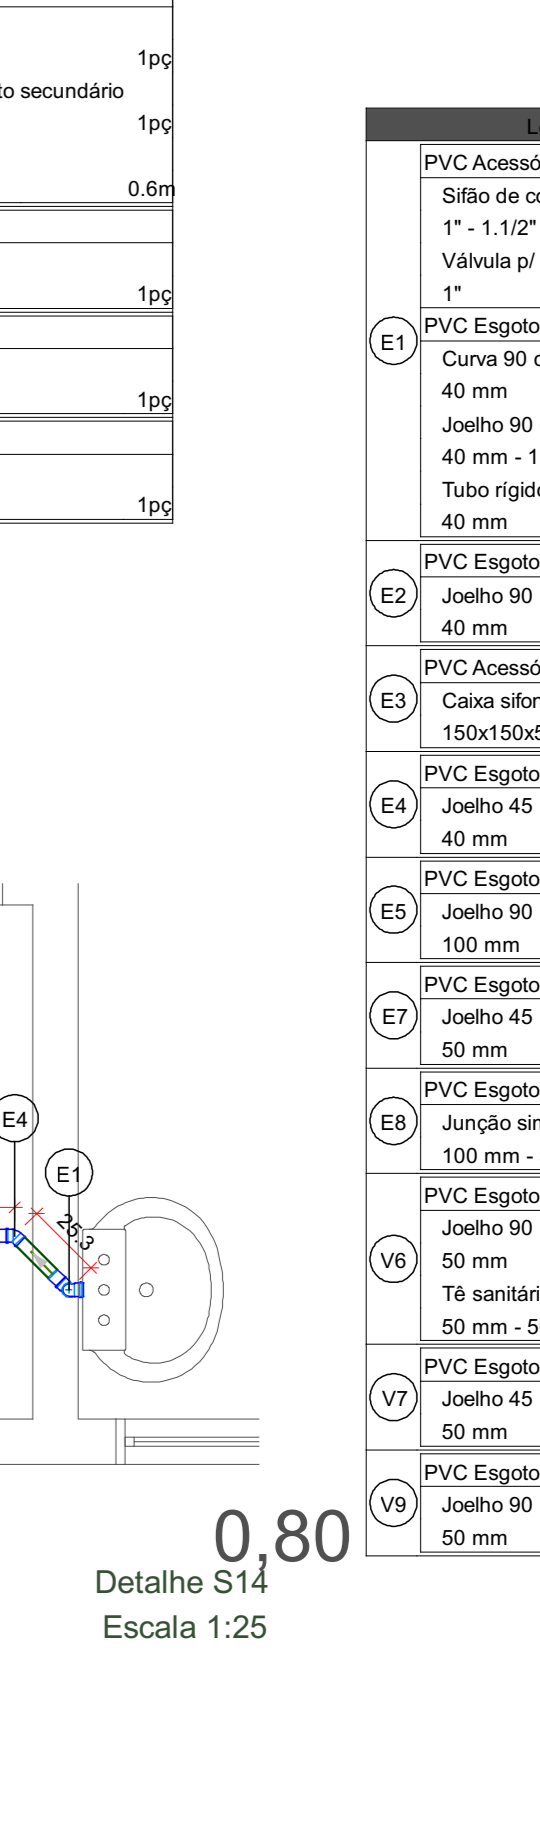 1pç
to secundário
1pç
0.6m
1pç
1pç
1pç
E4
E1
25.3
0,80
Detalhe S14
Escala 1:25
E1
PVC Acessó
Sifão de co
1" - 1.1/2"
Válvula p/
1"
PVC Esgoto
Curva 90 c
40 mm
Joelho 90
40 mm - 1
Tubo rígido
40 mm
E2
PVC Esgoto
Joelho 90
40 mm
E3
PVC Acessó
Caixa sifon
150x150x5
E4
PVC Esgoto
Joelho 45
40 mm
E5
PVC Esgoto
Joelho 90
100 mm
E7
PVC Esgoto
Joelho 45
50 mm
E8
PVC Esgoto
Junção sim
100 mm -
V6
PVC Esgoto
Joelho 90
50 mm
Tê sanitári
50 mm - 5
V7
PVC Esgoto
Joelho 45
50 mm
V9
PVC Esgoto
Joelho 90
50 mm